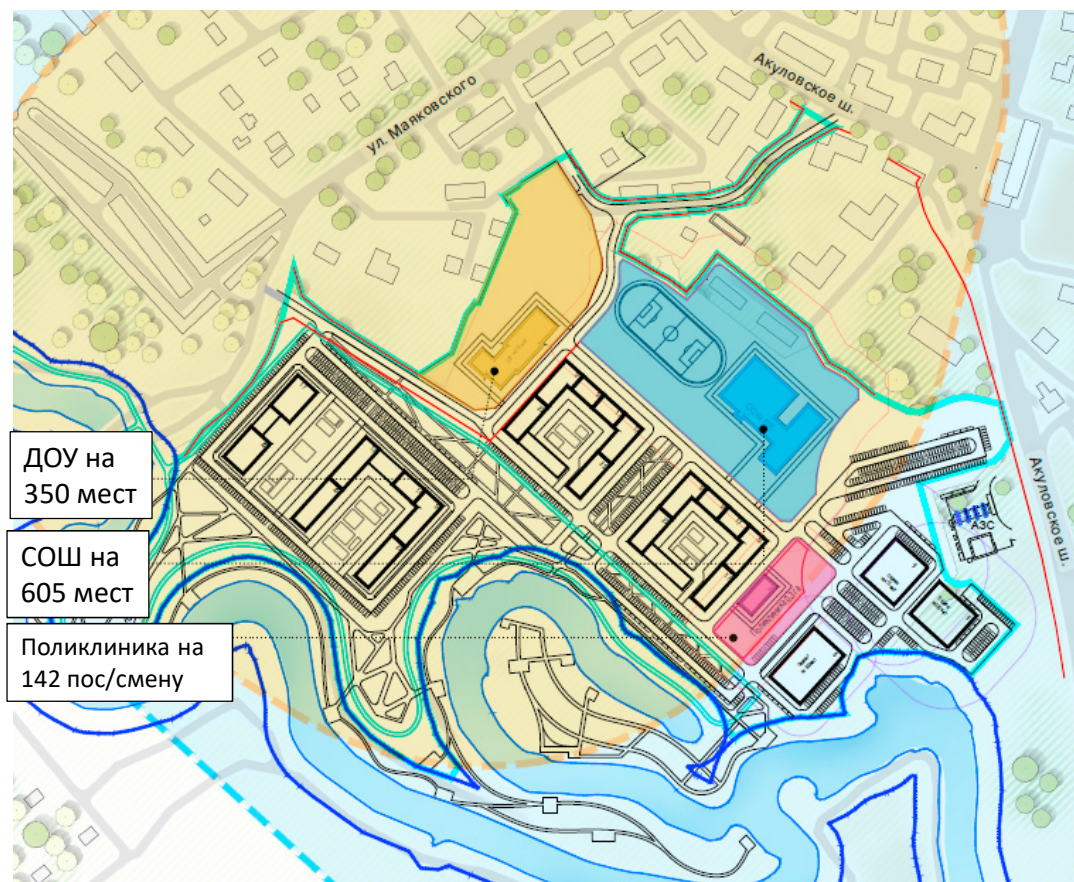 Акуловское ш.
ул. Маяковского
ДОУ на
350 мест
СОШ на
605 мест
Поликлиника на
142 пос/смену
АЗС
Акуловское ш.